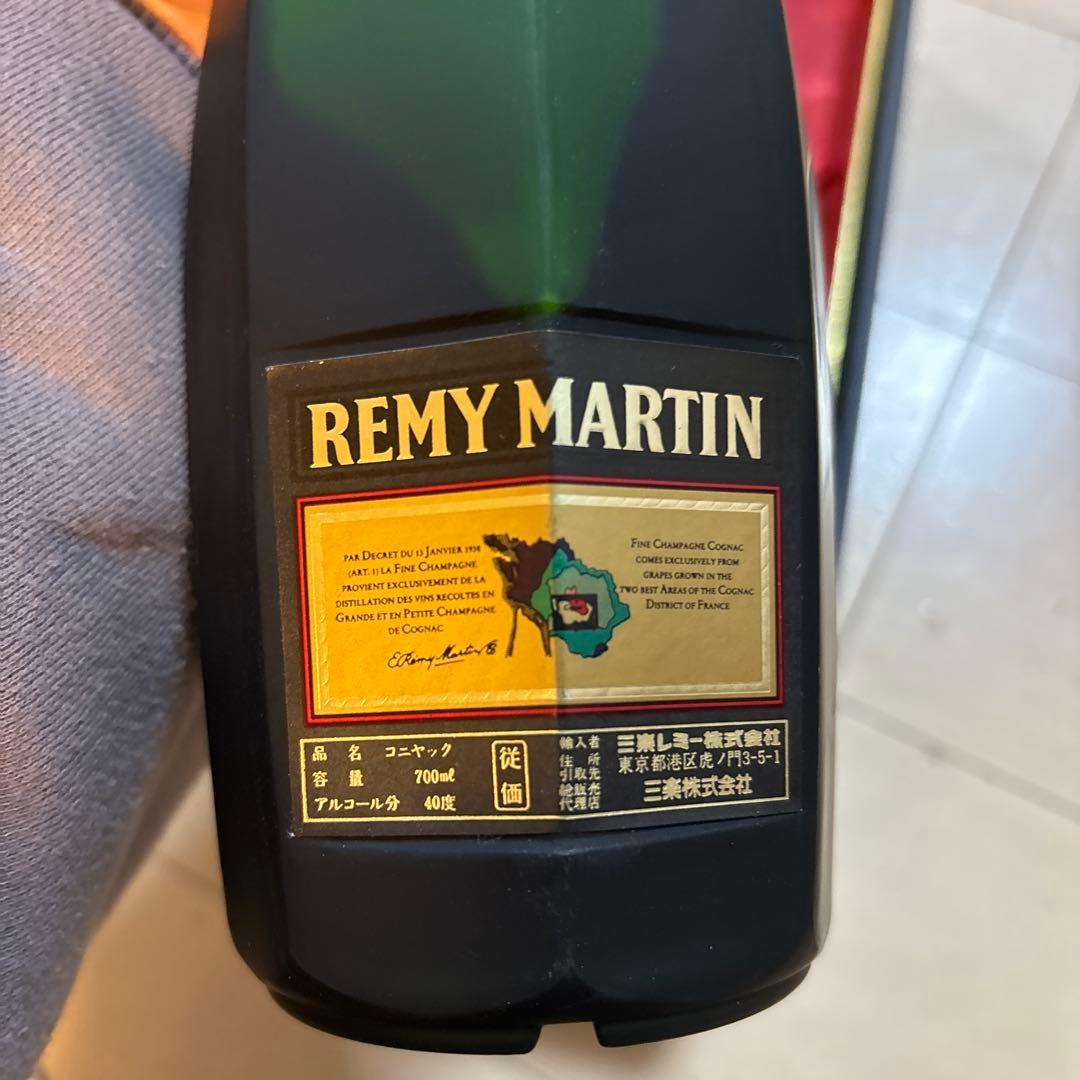 REMY MARTIN
PAR DECRET DU 13 JANVIER 1938
(ART. 1) LA FINE CHAMPAGNE
PROVIENT EXCLUSIVEMENT DE LA
DISTILLATION DES VINS RECOLTES EN
GRANDE ET EN PETITE CHAMPAGNE
DE COGNAC
E. Remy Martin
FINE CHAMPAGNE COGNAC
COMES EXCLUSIVELY FROM
GRAPES GROWN IN THE
TWO BEST AREAS OF THE COGNAC
DISTRICT OF FRANCE
品名 コニヤック
容量 700mℓ
アルコール分 40度
従価
輸入者 三楽レミー株式会社
住所 東京都港区虎ノ門3-5-1
引取先
総販売 三楽株式会社
代理店